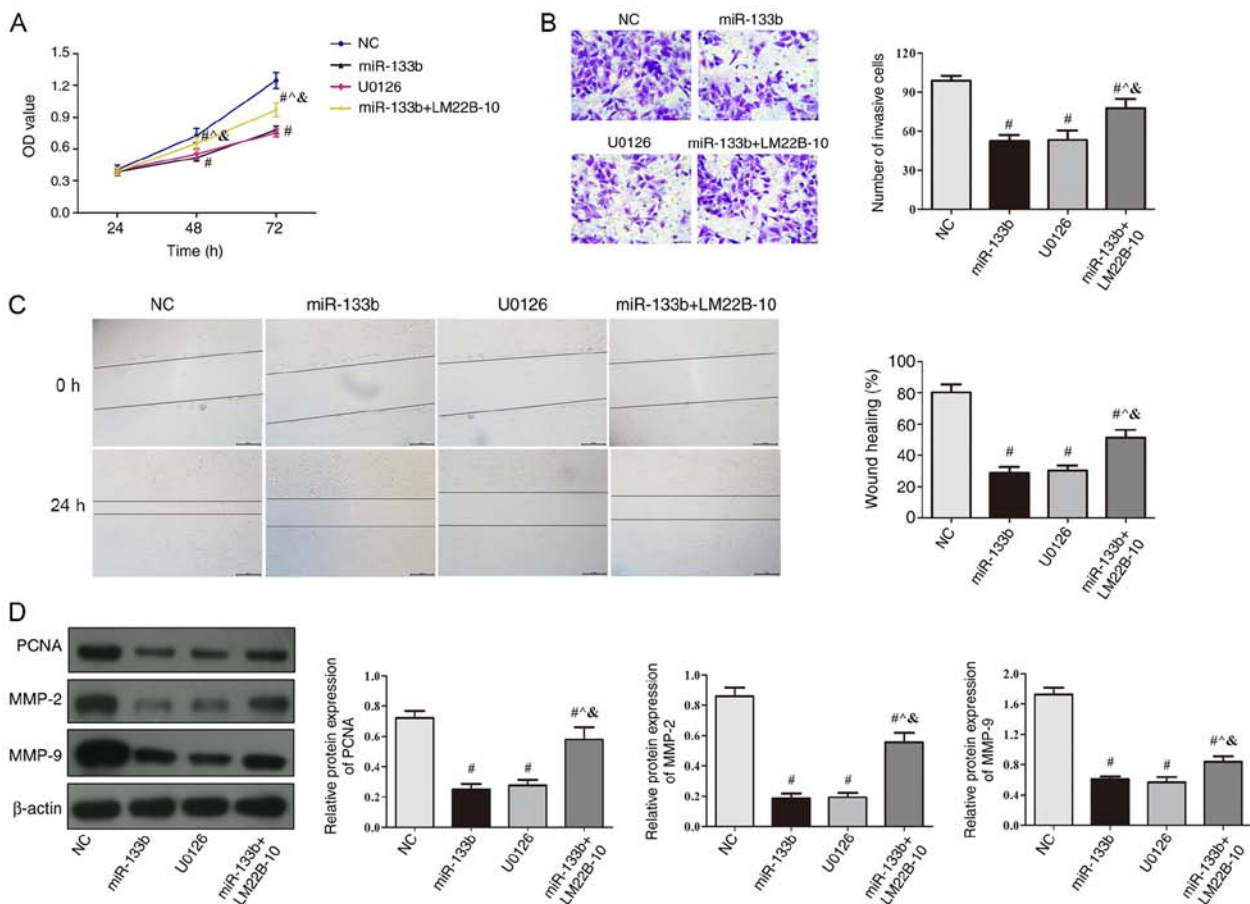 A
OD value
1.5
1.2
0.9
0.6
0.3
0.0
24
48
72
Time (h)
NC
miR-133b
U0126
miR-133b+LM22B-10
#^&
#
#^&
#
B
NC
miR-133b
U0126
miR-133b+LM22B-10
Number of invasive cells
120
90
60
30
0
#
#
#^&
NC
miR-133b
U0126
miR-133b+
LM22B-10
C
NC
miR-133b
U0126
miR-133b+LM22B-10
0 h
24 h
Wound healing (%)
100
80
60
40
20
0
#
#
#^&
NC
miR-133b
U0126
miR-133b+
LM22B-10
D
PCNA
MMP-2
MMP-9
β-actin
NC
miR-133b
U0126
miR-133b+
LM22B-10
Relative protein expression
of PCNA
1.0
0.8
0.6
0.4
0.2
0.0
#
#
#^&
NC
miR-133b
U0126
miR-133b+
LM22B-10
Relative protein expression
of MMP-2
1.0
0.8
0.6
0.4
0.2
0.0
#
#
#^&
NC
miR-133b
U0126
miR-133b+
LM22B-10
Relative protein expression
of MMP-9
2.0
1.6
1.2
0.8
0.4
0.0
#
#
#^&
NC
miR-133b
U0126
miR-133b+
LM22B-10